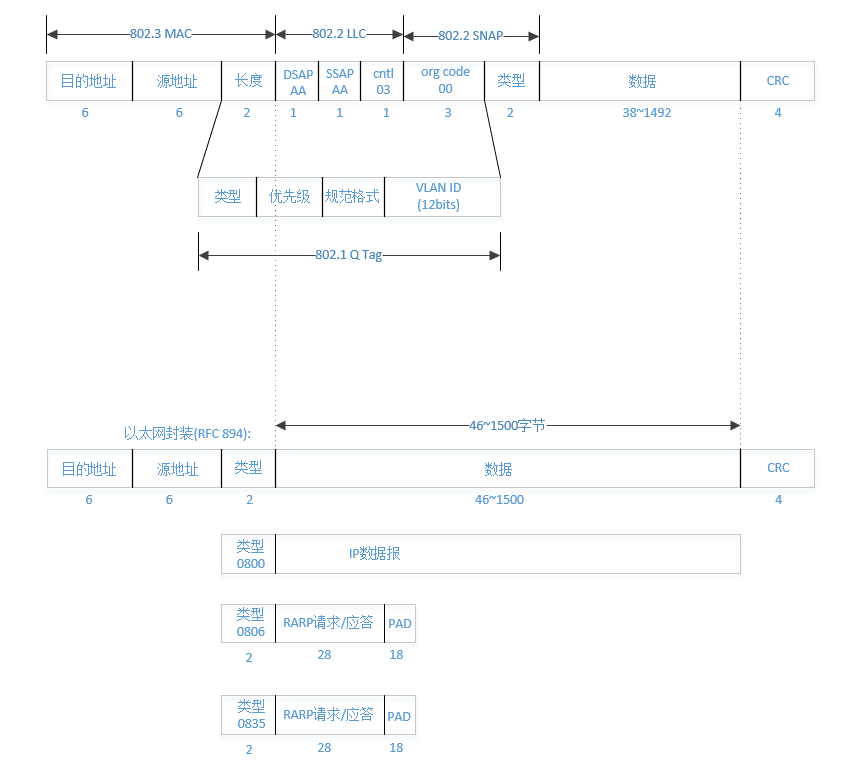 802.3 MAC 802.2 LLC 802.2 SNAP
目的地址 源地址 长度 DSAP AA SSAP AA cntl 03 org code 00 类型 数据 CRC
6 6 2 1 1 1 3 2 38~1492 4
类型 优先级 规范格式 VLAN ID (12bits)
802.1 Q Tag
46~1500字节
以太网封装(RFC 894):
目的地址 源地址 类型 数据 CRC
6 6 2 46~1500 4
类型 0800 IP数据报
类型 0806 RARP请求/应答 PAD
2 28 18
类型 0835 RARP请求/应答 PAD
2 28 18